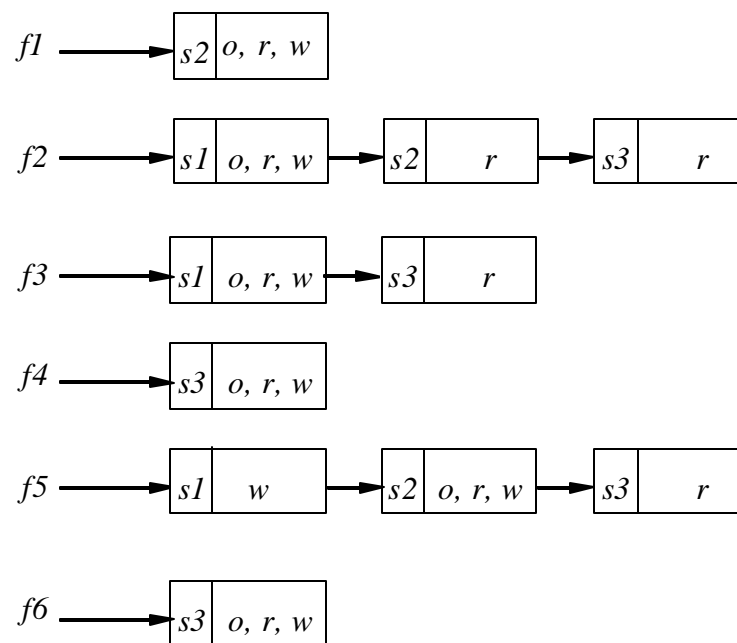 f1 s2 o, r, w
f2 s1 o, r, w s2 r s3 r
f3 s1 o, r, w s3 r
f4 s3 o, r, w
f5 s1 w s2 o, r, w s3 r
f6 s3 o, r, w